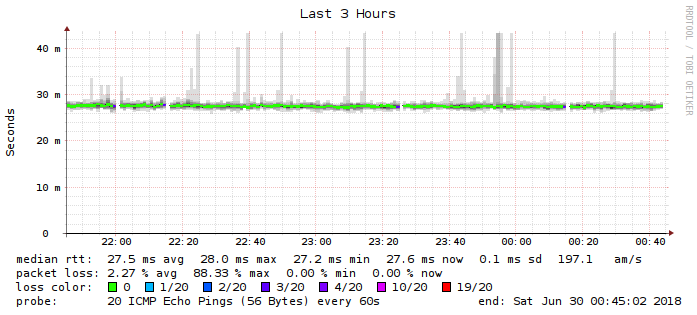 Last 3 Hours
RRDTOOL / TOBI OETIKER
Seconds
40 m
30 m
20 m
10 m
0
22:00 22:20 22:40 23:00 23:20 23:40 00:00 00:20 00:40
median rtt: 27.5 ms avg 28.0 ms max 27.2 ms min 27.6 ms now 0.1 ms sd 197.1 am/s
packet loss: 2.27 % avg 88.33 % max 0.00 % min 0.00 % now
loss color: 0 1/20 2/20 3/20 4/20 10/20 19/20
probe: 20 ICMP Echo Pings (56 Bytes) every 60s end: Sat Jun 30 00:45:02 2018